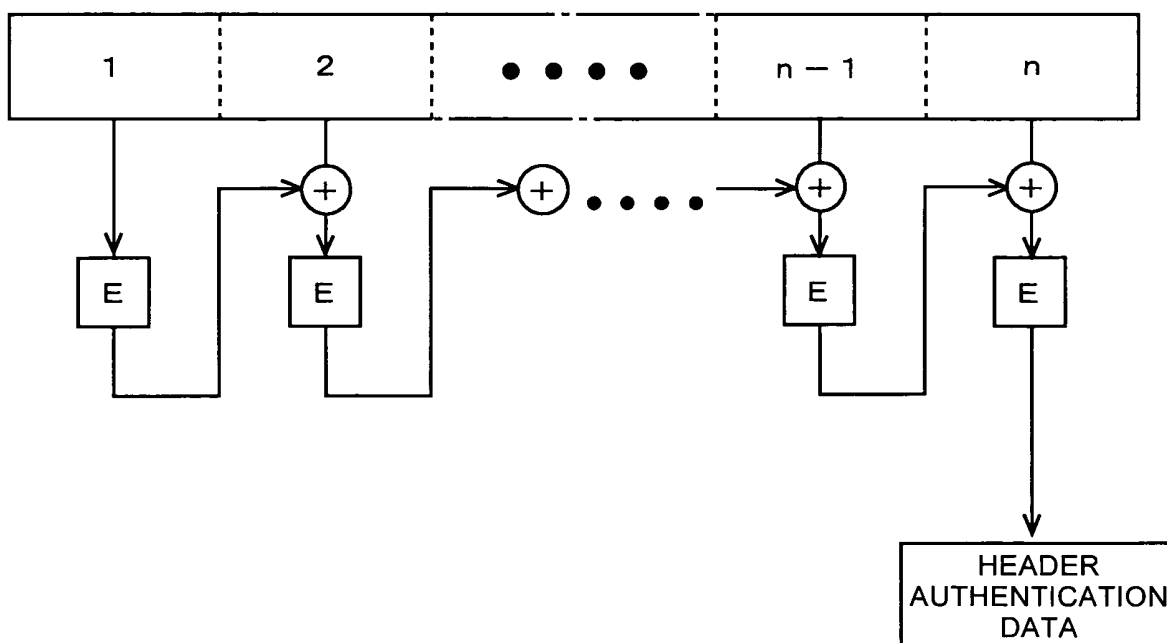 1 2 ●●●● n－1 n
+ + ●●●● + +
E E E E
HEADER
AUTHENTICATION
DATA